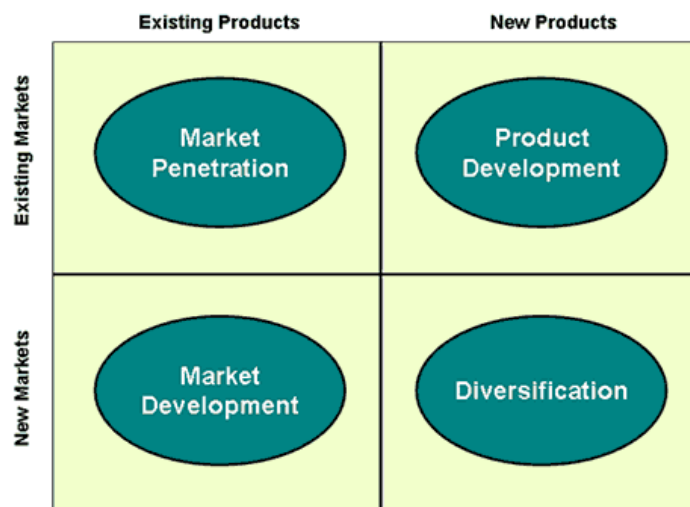 Existing Products
New Products
Existing Markets
Market
Penetration
Product
Development
New Markets
Market
Development
Diversification